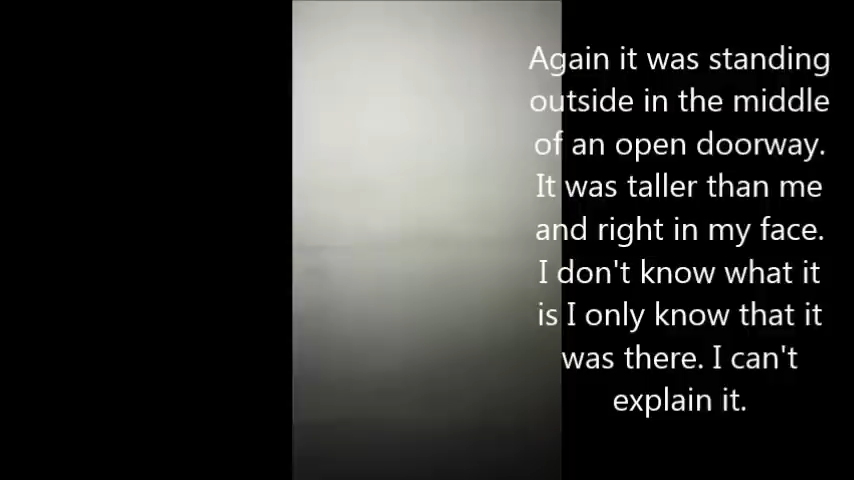 Again it was standing
outside in the middle
of an open doorway.
It was taller than me
and right in my face.
I don't know what it
is I only know that it
was there. I can't
explain it.